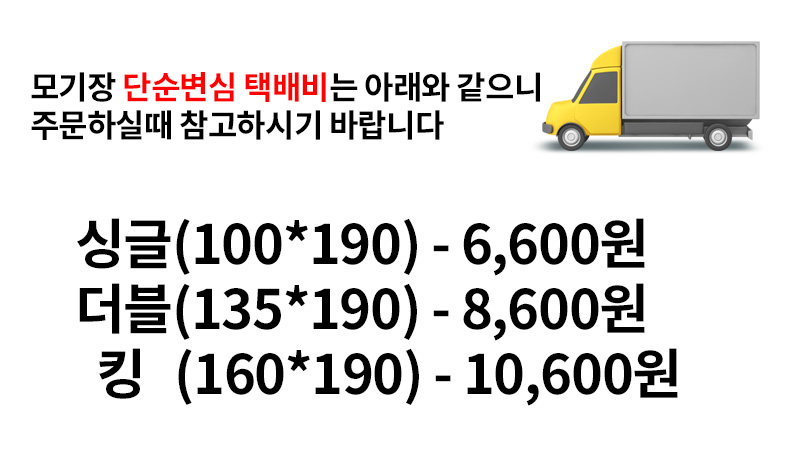 모기장 단순변심 택배비는 아래와 같으니
주문하실때 참고하시기 바랍니다
싱글(100*190) - 6,600원
더블(135*190) - 8,600원
킹 (160*190) - 10,600원